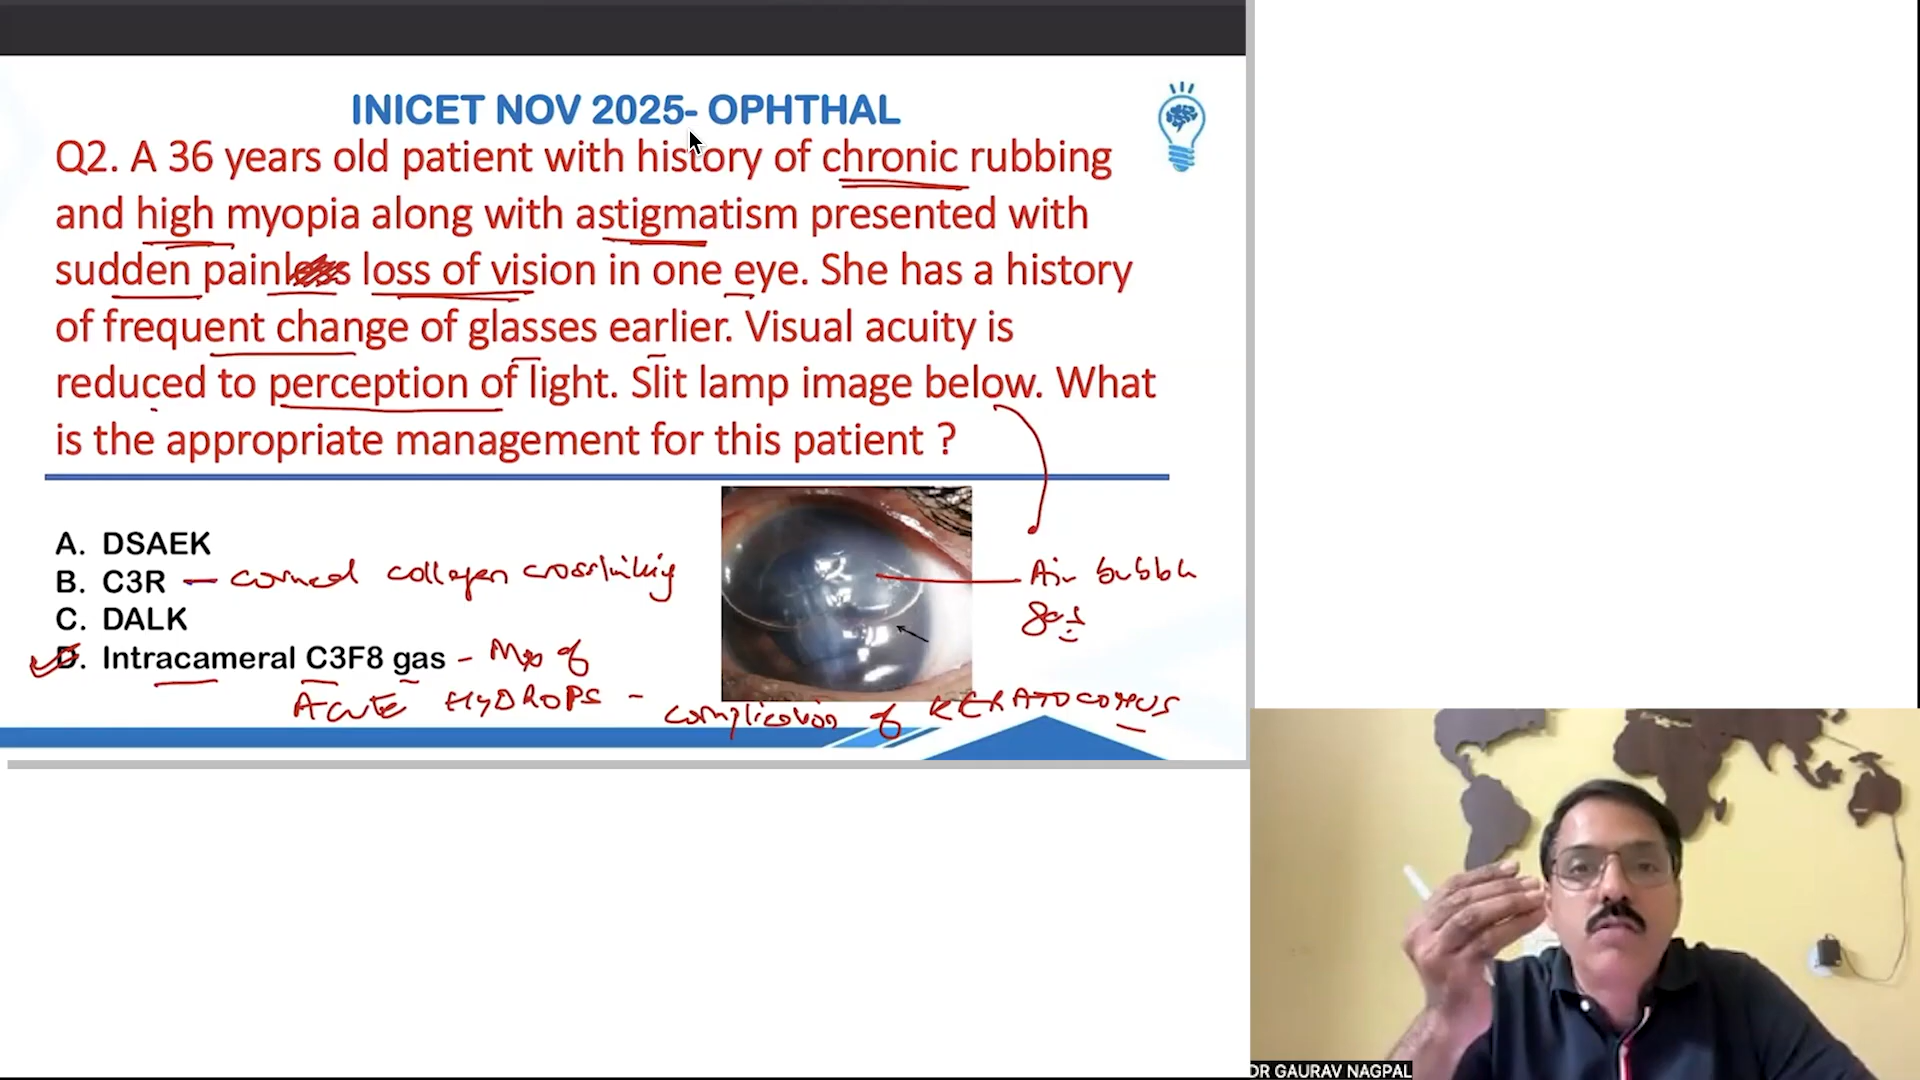 INICET NOV 2025- OPHTHAL
Q2. A 36 years old patient with history of chronic rubbing
and high myopia along with astigmatism presented with
sudden painless loss of vision in one eye. She has a history
of frequent change of glasses earlier. Visual acuity is
reduced to perception of light. Slit lamp image below. What
is the appropriate management for this patient ?
A. DSAEK
B. C3R — corneal collagen crosslinking
C. DALK
D. Intracameral C3F8 gas - Mx of
ACUTE HYDROPS - complication of KERATOCONUS
Air bubble
gas
DR GAURAV NAGPAL